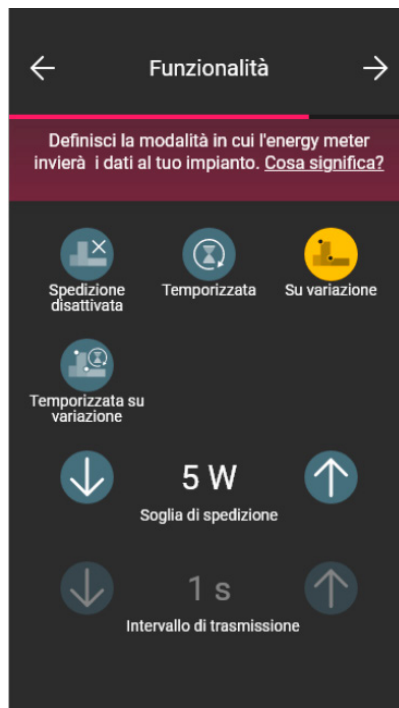 Funzionalità
Definisci la modalità in cui l'energy meter
invierà i dati al tuo impianto. Cosa significa?
Spedizione
disattivata
Temporizzata
Su variazione
Temporizzata su
variazione
5 W
Soglia di spedizione
1 s
Intervallo di trasmissione